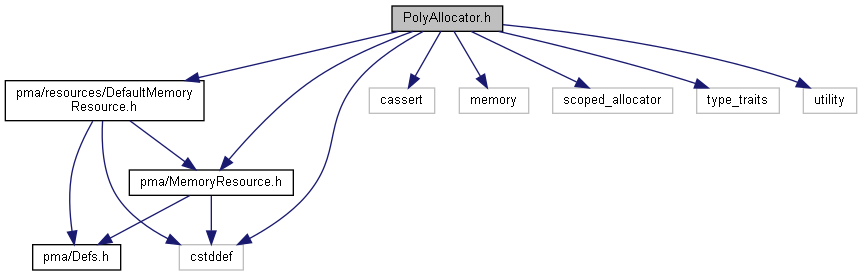 PolyAllocator.h
pma/resources/DefaultMemory
Resource.h
cassert
memory
scoped_allocator
type_traits
utility
pma/MemoryResource.h
pma/Defs.h
cstddef